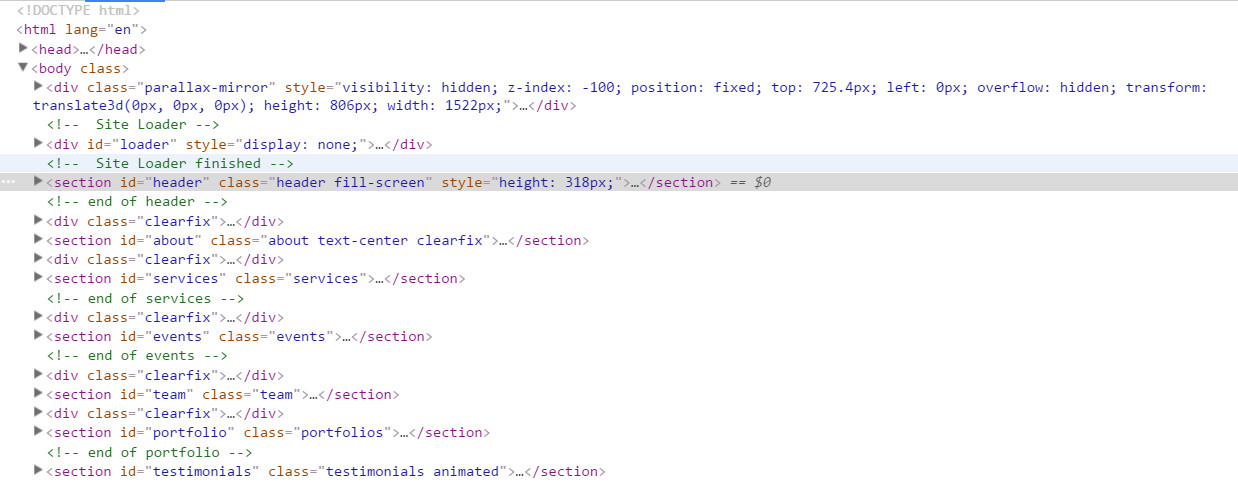 <!DOCTYPE html>
<html lang="en">
<head>…</head>
<body class>
<div class="parallax-mirror" style="visibility: hidden; z-index: -100; position: fixed; top: 725.4px; left: 0px; overflow: hidden; transform:
translate3d(0px, 0px, 0px); height: 806px; width: 1522px;">…</div>
<!--  Site Loader -->
<div id="loader" style="display: none;">…</div>
<!--  Site Loader finished -->
<section id="header" class="header fill-screen" style="height: 318px;">…</section> == $0
<!-- end of header -->
<div class="clearfix">…</div>
<section id="about" class="about text-center clearfix">…</section>
<div class="clearfix">…</div>
<section id="services" class="services">…</section>
<!-- end of services -->
<div class="clearfix">…</div>
<section id="events" class="events">…</section>
<!-- end of events -->
<div class="clearfix">…</div>
<section id="team" class="team">…</section>
<div class="clearfix">…</div>
<section id="portfolio" class="portfolios">…</section>
<!-- end of portfolio -->
<section id="testimonials" class="testimonials animated">…</section>